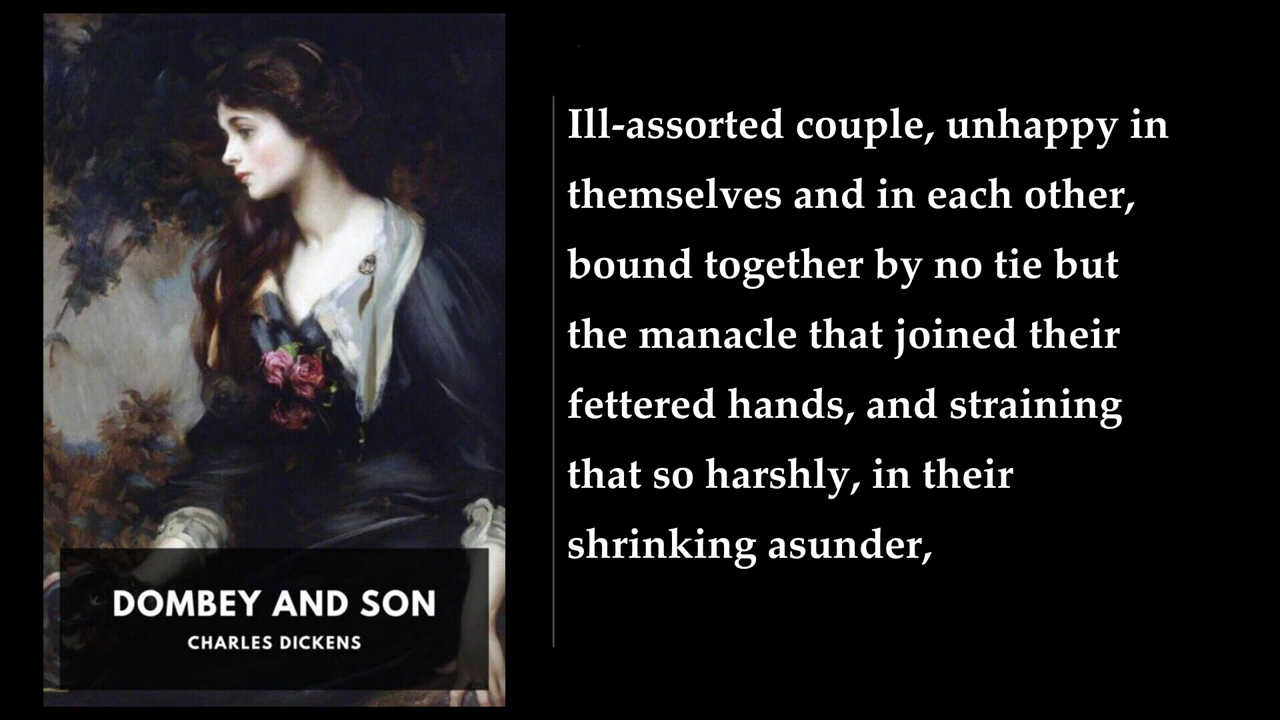 DOMBEY AND SON
CHARLES DICKENS
Ill-assorted couple, unhappy in
themselves and in each other,
bound together by no tie but
the manacle that joined their
fettered hands, and straining
that so harshly, in their
shrinking asunder,